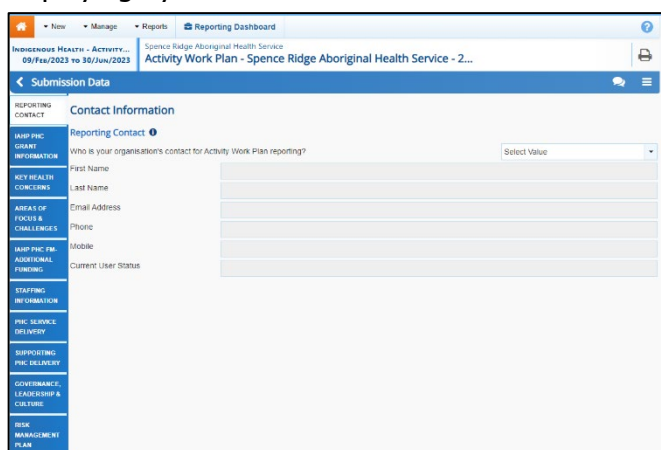 New
Manage
Reports
Reporting Dashboard
INDIGENOUS HEALTH - ACTIVITY...
09/FEB/2023 TO 30/JUN/2023
Spence Ridge Aboriginal Health Service
Activity Work Plan - Spence Ridge Aboriginal Health Service - 2...
Submission Data
REPORTING
CONTACT
IAHP PHC
GRANT
INFORMATION
KEY HEALTH
CONCERNS
AREAS OF
FOCUS &
CHALLENGES
IAHP PHC FM-
ADDITIONAL
FUNDING
STAFFING
INFORMATION
PHC SERVICE
DELIVERY
SUPPORTING
PHC DELIVERY
GOVERNANCE,
LEADERSHIP &
CULTURE
RISK
MANAGEMENT
PLAN
Contact Information
Reporting Contact
Who is your organisation's contact for Activity Work Plan reporting?
Select Value
First Name
Last Name
Email Address
Phone
Mobile
Current User Status